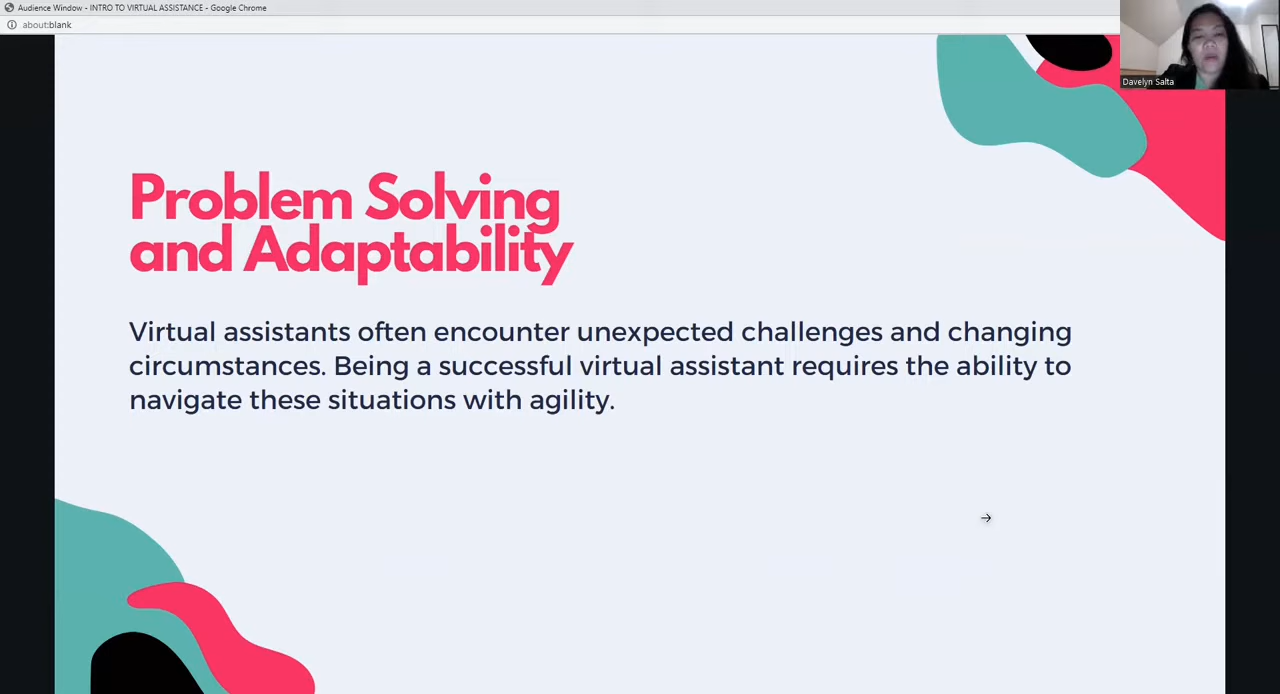 Audience Window - INTRO TO VIRTUAL ASSISTANCE - Google Chrome
about:blank
Davelyn Salta
Problem Solving
and Adaptability
Virtual assistants often encounter unexpected challenges and changing
circumstances. Being a successful virtual assistant requires the ability to
navigate these situations with agility.